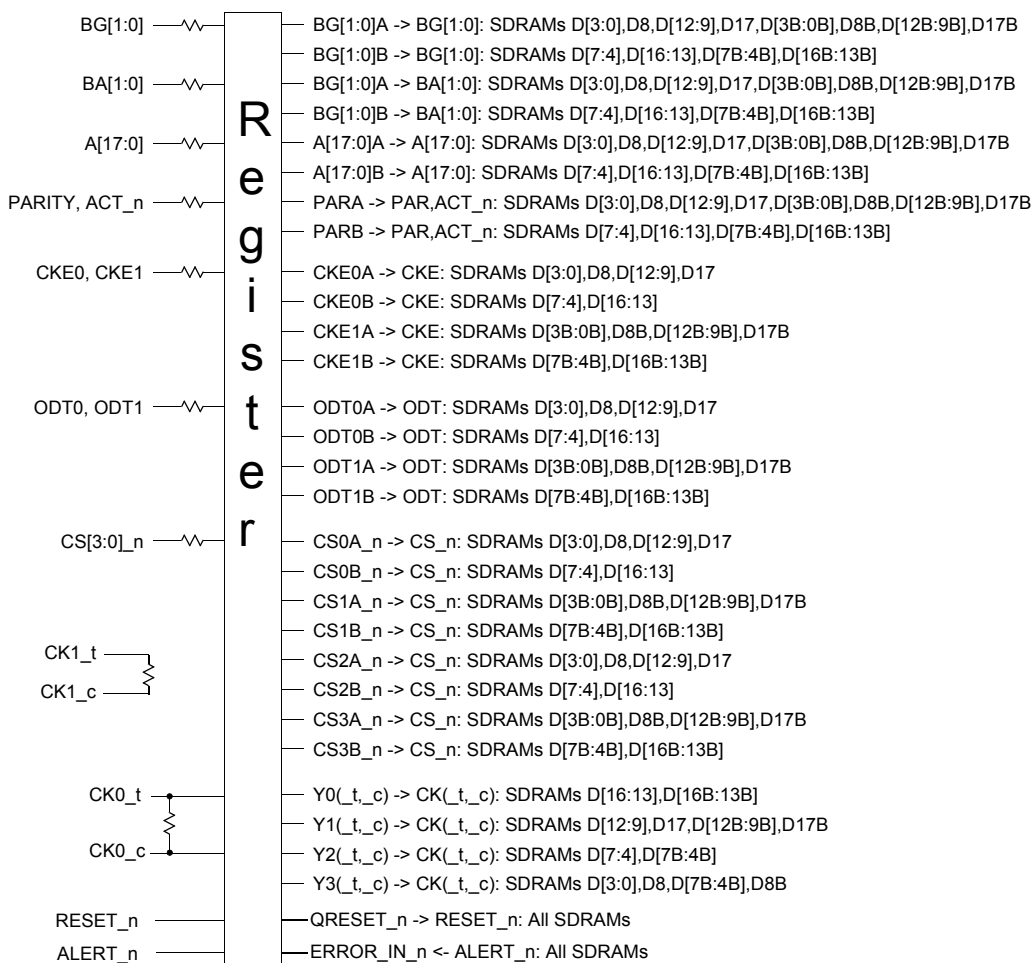 BG[1:0]
BG[1:0]A -> BG[1:0]: SDRAMs D[3:0],D8,D[12:9],D17,D[3B:0B],D8B,D[12B:9B],D17B
BG[1:0]B -> BG[1:0]: SDRAMs D[7:4],D[16:13],D[7B:4B],D[16B:13B]
BA[1:0]
BG[1:0]A -> BA[1:0]: SDRAMs D[3:0],D8,D[12:9],D17,D[3B:0B],D8B,D[12B:9B],D17B
BG[1:0]B -> BA[1:0]: SDRAMs D[7:4],D[16:13],D[7B:4B],D[16B:13B]
A[17:0]
A[17:0]A -> A[17:0]: SDRAMs D[3:0],D8,D[12:9],D17,D[3B:0B],D8B,D[12B:9B],D17B
A[17:0]B -> A[17:0]: SDRAMs D[7:4],D[16:13],D[7B:4B],D[16B:13B]
PARITY, ACT_n
PARA -> PAR,ACT_n: SDRAMs D[3:0],D8,D[12:9],D17,D[3B:0B],D8B,D[12B:9B],D17B
PARB -> PAR,ACT_n: SDRAMs D[7:4],D[16:13],D[7B:4B],D[16B:13B]
CKE0, CKE1
CKE0A -> CKE: SDRAMs D[3:0],D8,D[12:9],D17
CKE0B -> CKE: SDRAMs D[7:4],D[16:13]
CKE1A -> CKE: SDRAMs D[3B:0B],D8B,D[12B:9B],D17B
CKE1B -> CKE: SDRAMs D[7B:4B],D[16B:13B]
ODT0, ODT1
ODT0A -> ODT: SDRAMs D[3:0],D8,D[12:9],D17
ODT0B -> ODT: SDRAMs D[7:4],D[16:13]
ODT1A -> ODT: SDRAMs D[3B:0B],D8B,D[12B:9B],D17B
ODT1B -> ODT: SDRAMs D[7B:4B],D[16B:13B]
CS[3:0]_n
CS0A_n -> CS_n: SDRAMs D[3:0],D8,D[12:9],D17
CS0B_n -> CS_n: SDRAMs D[7:4],D[16:13]
CS1A_n -> CS_n: SDRAMs D[3B:0B],D8B,D[12B:9B],D17B
CS1B_n -> CS_n: SDRAMs D[7B:4B],D[16B:13B]
CS2A_n -> CS_n: SDRAMs D[3:0],D8,D[12:9],D17
CS2B_n -> CS_n: SDRAMs D[7:4],D[16:13]
CS3A_n -> CS_n: SDRAMs D[3B:0B],D8B,D[12B:9B],D17B
CS3B_n -> CS_n: SDRAMs D[7B:4B],D[16B:13B]
CK1_t
CK1_c
CK0_t
CK0_c
Y0(_t,_c) -> CK(_t,_c): SDRAMs D[16:13],D[16B:13B]
Y1(_t,_c) -> CK(_t,_c): SDRAMs D[12:9],D17,D[12B:9B],D17B
Y2(_t,_c) -> CK(_t,_c): SDRAMs D[7:4],D[7B:4B]
Y3(_t,_c) -> CK(_t,_c): SDRAMs D[3:0],D8,D[7B:4B],D8B
RESET_n
QRESET_n -> RESET_n: All SDRAMs
ALERT_n
ERROR_IN_n <- ALERT_n: All SDRAMs
Register